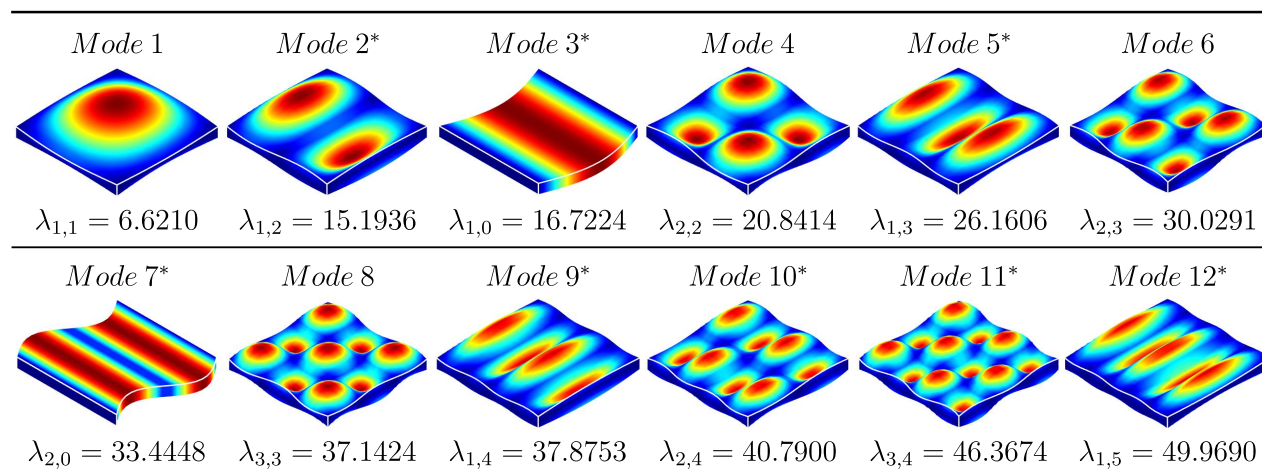 Mode 1 Mode 2* Mode 3* Mode 4 Mode 5* Mode 6
λ1,1 = 6.6210 λ1,2 = 15.1936 λ1,0 = 16.7224 λ2,2 = 20.8414 λ1,3 = 26.1606 λ2,3 = 30.0291
Mode 7* Mode 8 Mode 9* Mode 10* Mode 11* Mode 12*
λ2,0 = 33.4448 λ3,3 = 37.1424 λ1,4 = 37.8753 λ2,4 = 40.7900 λ3,4 = 46.3674 λ1,5 = 49.9690